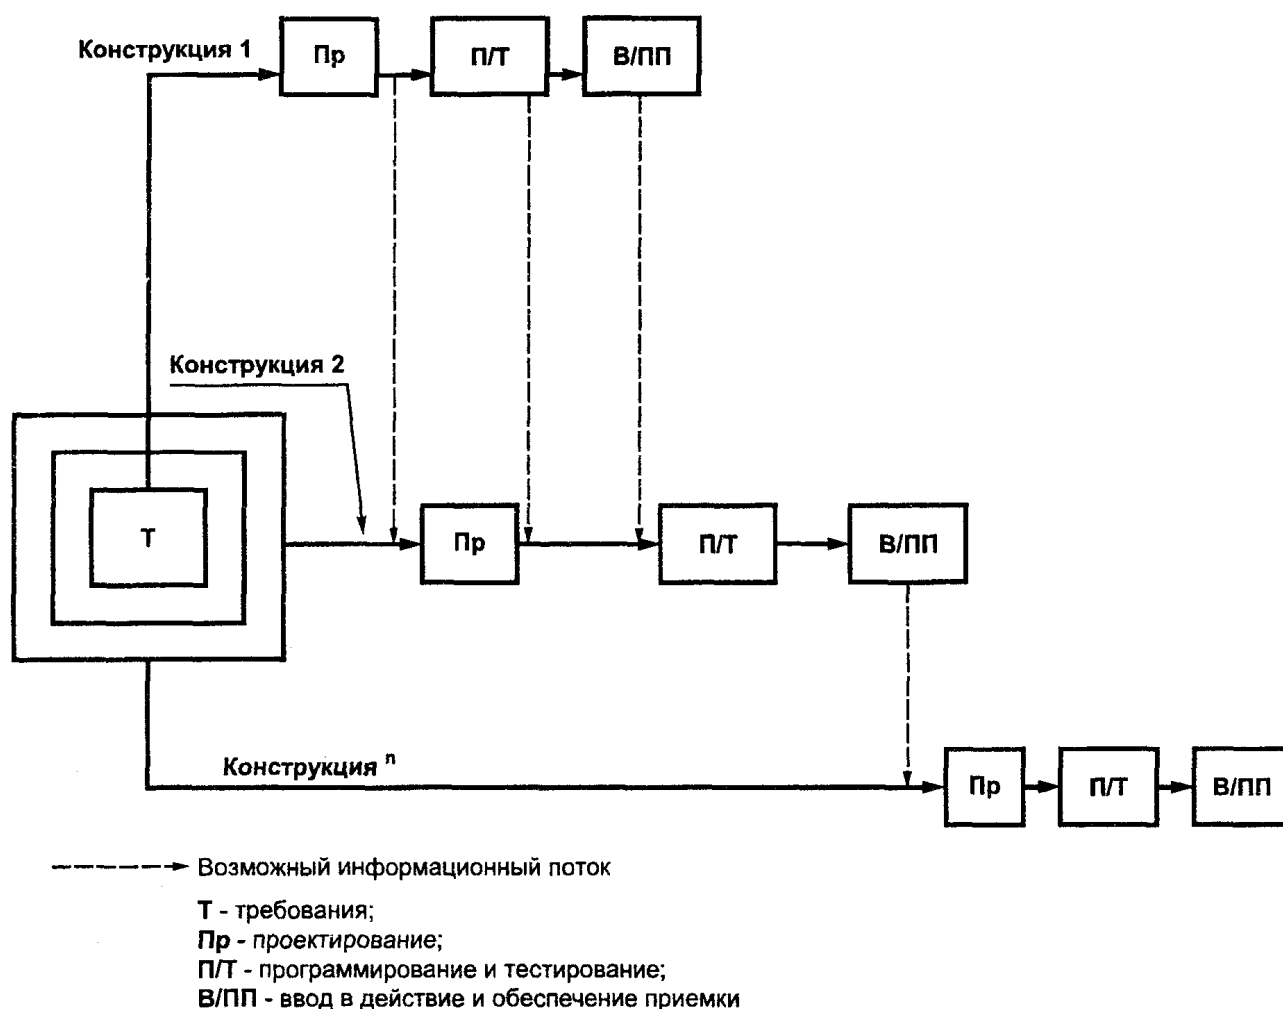 Конструкция 1
Пр
П/Т
В/ПП
Конструкция 2
Т
Пр
П/Т
В/ПП
Конструкция n
Пр
П/Т
В/ПП
Возможный информационный поток
Т - требования;
Пр - проектирование;
П/Т - программирование и тестирование;
В/ПП - ввод в действие и обеспечение приемки